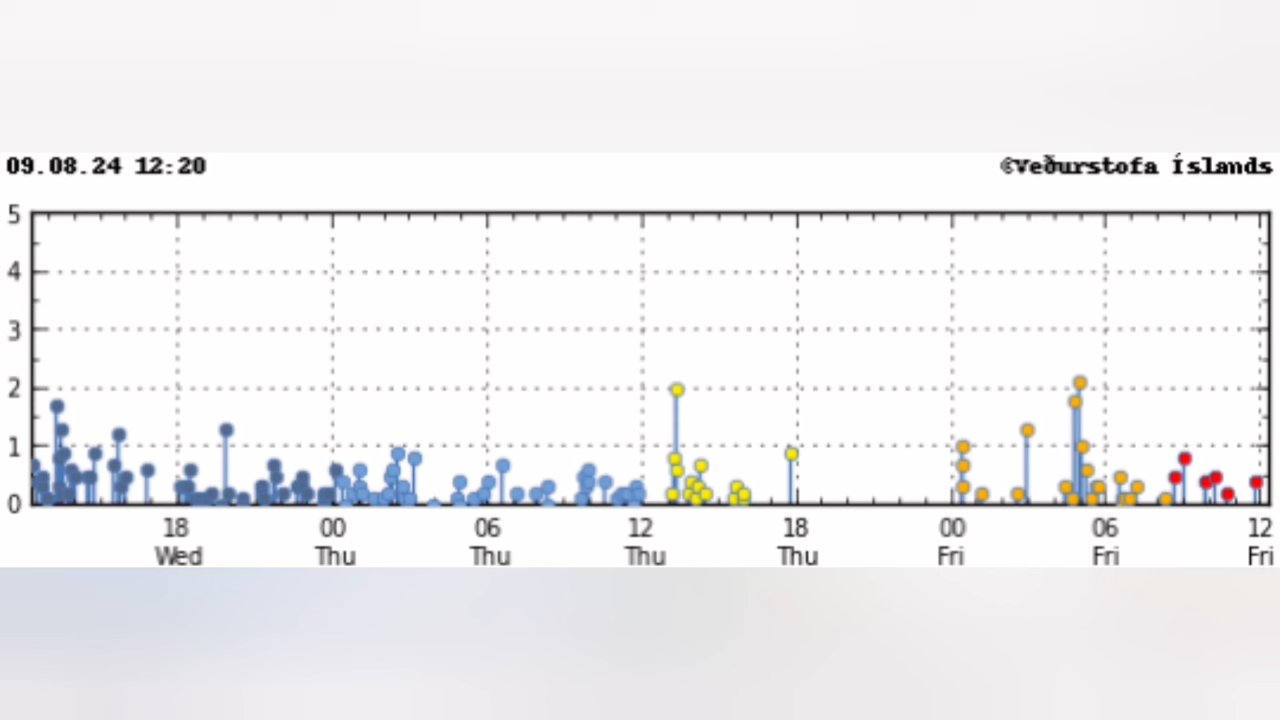 09.08.24 12:20 ©Veðurstofa Íslands
5
4
3
2
1
0
18 00 06 12 18 00 06 12
Wed Thu Thu Thu Thu Fri Fri Fri